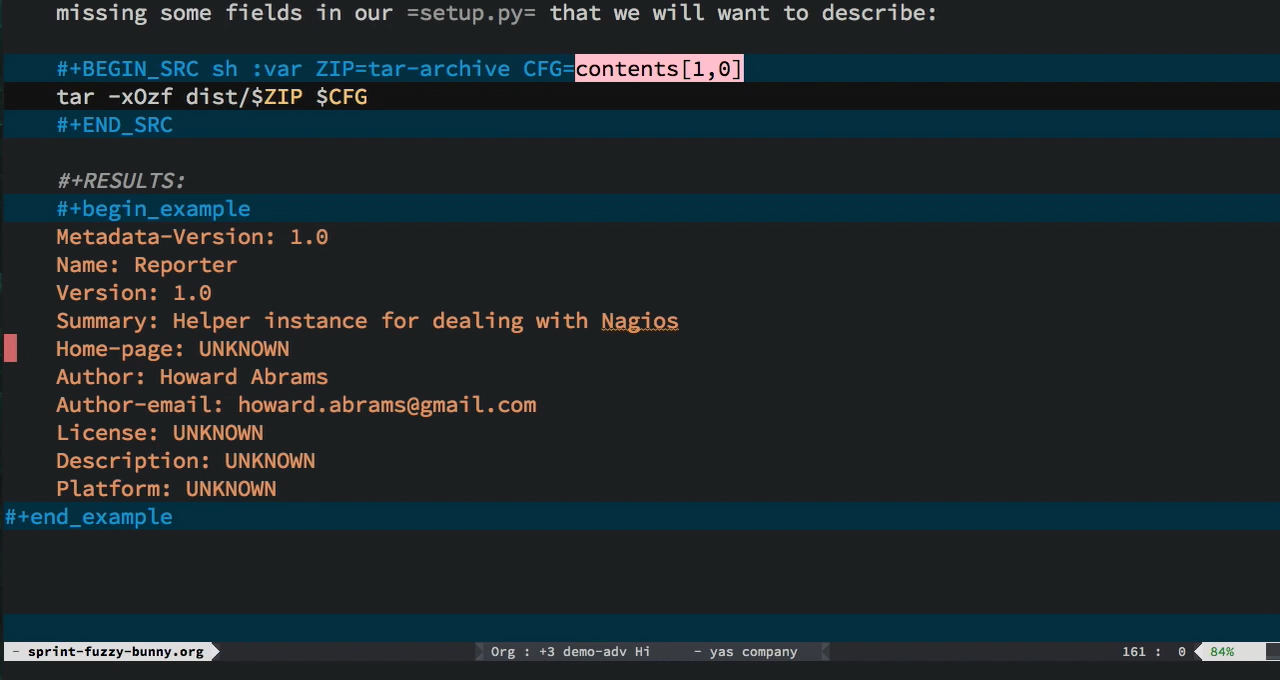 missing some fields in our =setup.py= that we will want to describe:
#+BEGIN_SRC sh :var ZIP=tar-archive CFG=contents[1,0]
tar -xOzf dist/$ZIP $CFG
#+END_SRC
#+RESULTS:
#+begin_example
Metadata-Version: 1.0
Name: Reporter
Version: 1.0
Summary: Helper instance for dealing with Nagios
Home-page: UNKNOWN
Author: Howard Abrams
Author-email: howard.abrams@gmail.com
License: UNKNOWN
Description: UNKNOWN
Platform: UNKNOWN
#+end_example
- sprint-fuzzy-bunny.org Org : +3 demo-adv Hi - yas company 161 : 0 84%